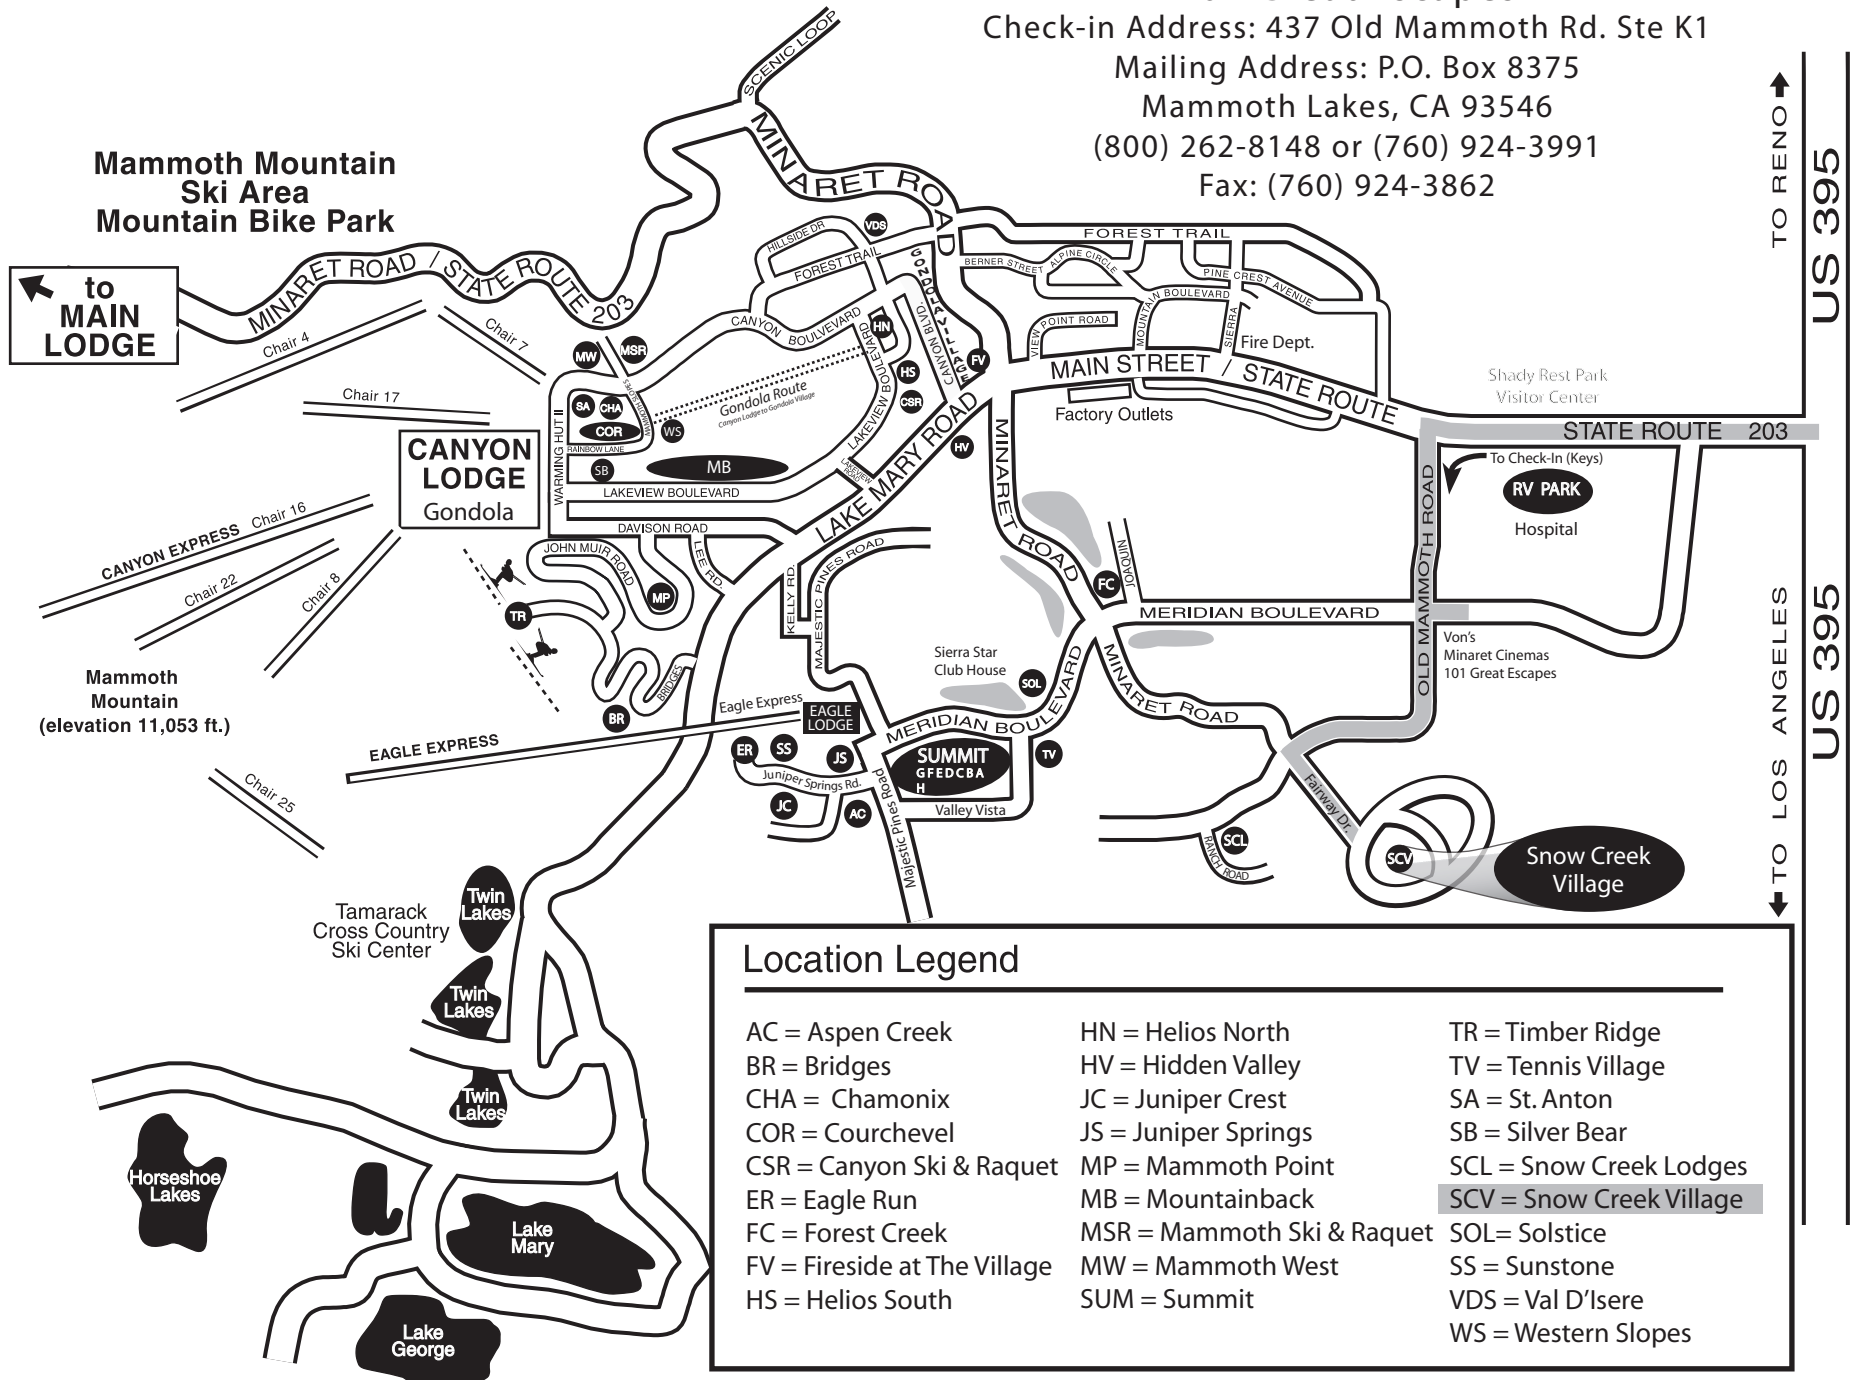 Check-in Address: 437 Old Mammoth Rd. Ste K1
Mailing Address: P.O. Box 8375
Mammoth Lakes, CA 93546
(800) 262-8148 or (760) 924-3991
Fax: (760) 924-3862
Mammoth Mountain
Ski Area
Mountain Bike Park
to
MAIN
LODGE
MINARET ROAD / STATE ROUTE 203
SCENIC LOOP
MINARET ROAD
TO RENO
US 395
Chair 4
Chair 7
Chair 17
MW
MSR
SA
CHA
COR
WS
SB
MB
RAINBOW LANE
WARMING HUT II
MAMMOTH SLOPES
HILLSIDE DR
VDS
FOREST TRAIL
CANYON BOULVEVARD
HN
HS
CSR
FV
HV
GONDOLA VILLAGE
CANYON BLVD.
LAKEVIEW BOULEVARD
Gondola Route
Canyon Lodge to Gondola Village
LAKEVIEW ROAD
LAKE MARY ROAD
FOREST TRAIL
BERNER STREET
ALPINE CIRCLE
PINE CREST AVENUE
MOUNTAIN BOULEVARD
SIERRA
VIEW POINT ROAD
Fire Dept.
MAIN STREET / STATE ROUTE
Factory Outlets
Shady Rest Park
Visitor Center
STATE ROUTE 203
To Check-In (Keys)
RV PARK
Hospital
OLD MAMMOTH ROAD
CANYON
LODGE
Gondola
LAKEVIEW BOULEVARD
DAVISON ROAD
JOHN MUIR ROAD
LEE RD.
MP
TR
BR
BRIDGES
CANYON EXPRESS Chair 16
Chair 22
Chair 8
Mammoth
Mountain
(elevation 11,053 ft.)
EAGLE EXPRESS
Eagle Express
Chair 25
KELLY RD.
MAJESTIC PINES ROAD
MINARET ROAD
FC
JOAQUIN
MERIDIAN BOULEVARD
Von's
Minaret Cinemas
101 Great Escapes
Sierra Star
Club House
SOL
EAGLE
LODGE
MERIDIAN BOULEVARD
MINARET ROAD
ER
SS
JS
JC
AC
Juniper Springs Rd.
SUMMIT
GFEDCBA
H
TV
Valley Vista
Majestic Pines Road
SCL
RANCH ROAD
Fairway Dr.
SCV
Snow Creek
Village
TO LOS ANGELES
US 395
Twin
Lakes
Tamarack
Cross Country
Ski Center
Twin
Lakes
Twin
Lakes
Horseshoe
Lakes
Lake
Mary
Lake
George
Location Legend
AC = Aspen Creek
BR = Bridges
CHA = Chamonix
COR = Courchevel
CSR = Canyon Ski & Raquet
ER = Eagle Run
FC = Forest Creek
FV = Fireside at The Village
HS = Helios South
HN = Helios North
HV = Hidden Valley
JC = Juniper Crest
JS = Juniper Springs
MP = Mammoth Point
MB = Mountainback
MSR = Mammoth Ski & Raquet
MW = Mammoth West
SUM = Summit
TR = Timber Ridge
TV = Tennis Village
SA = St. Anton
SB = Silver Bear
SCL = Snow Creek Lodges
SCV = Snow Creek Village
SOL= Solstice
SS = Sunstone
VDS = Val D'Isere
WS = Western Slopes